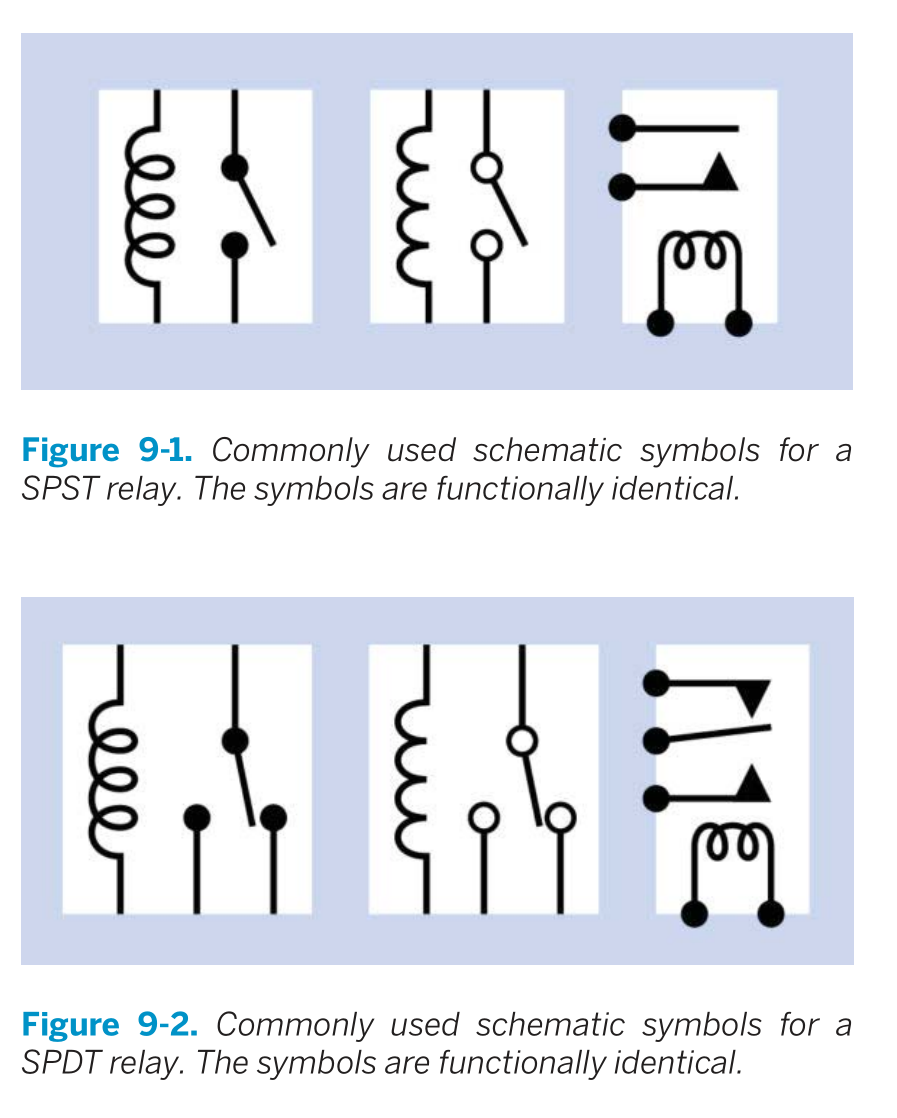 Figure 9-1. Commonly used schematic symbols for a
SPST relay. The symbols are functionally identical.
Figure 9-2. Commonly used schematic symbols for a
SPDT relay. The symbols are functionally identical.